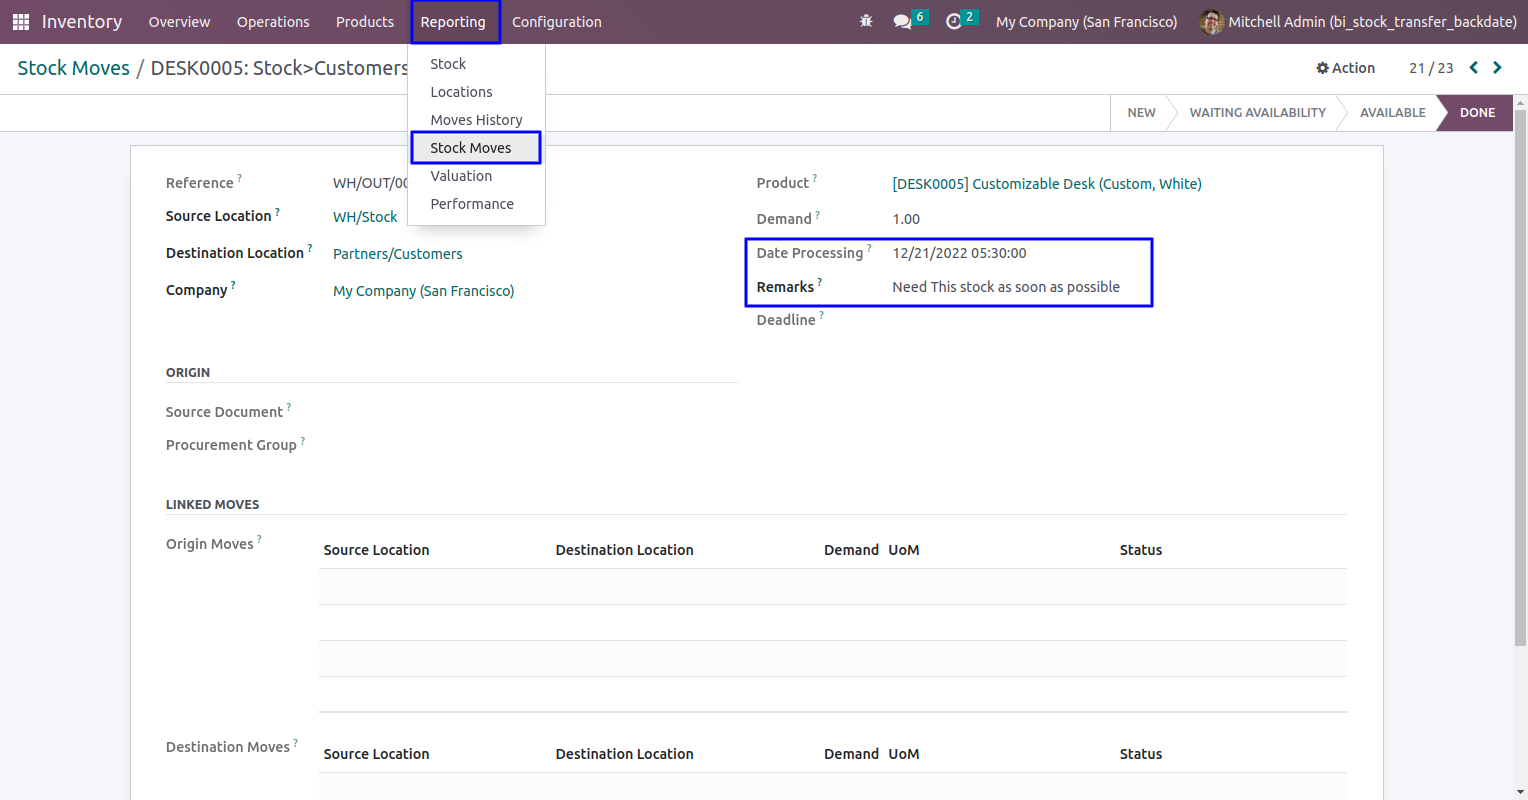 Inventory Overview Operations Products Reporting Configuration 6 2 My Company (San Francisco) Mitchell Admin (bi_stock_transfer_backdate)
Stock Moves / DESK0005: Stock>Customers Action 21 / 23
Stock
Locations
Moves History
Stock Moves
Valuation
Performance
NEW WAITING AVAILABILITY AVAILABLE DONE
Reference ? WH/OUT/00
Source Location ? WH/Stock
Destination Location ? Partners/Customers
Company ? My Company (San Francisco)
Product ? [DESK0005] Customizable Desk (Custom, White)
Demand ? 1.00
Date Processing ? 12/21/2022 05:30:00
Remarks ? Need This stock as soon as possible
Deadline ?
ORIGIN
Source Document ?
Procurement Group ?
LINKED MOVES
Origin Moves ? Source Location Destination Location Demand UoM Status
Destination Moves ? Source Location Destination Location Demand UoM Status